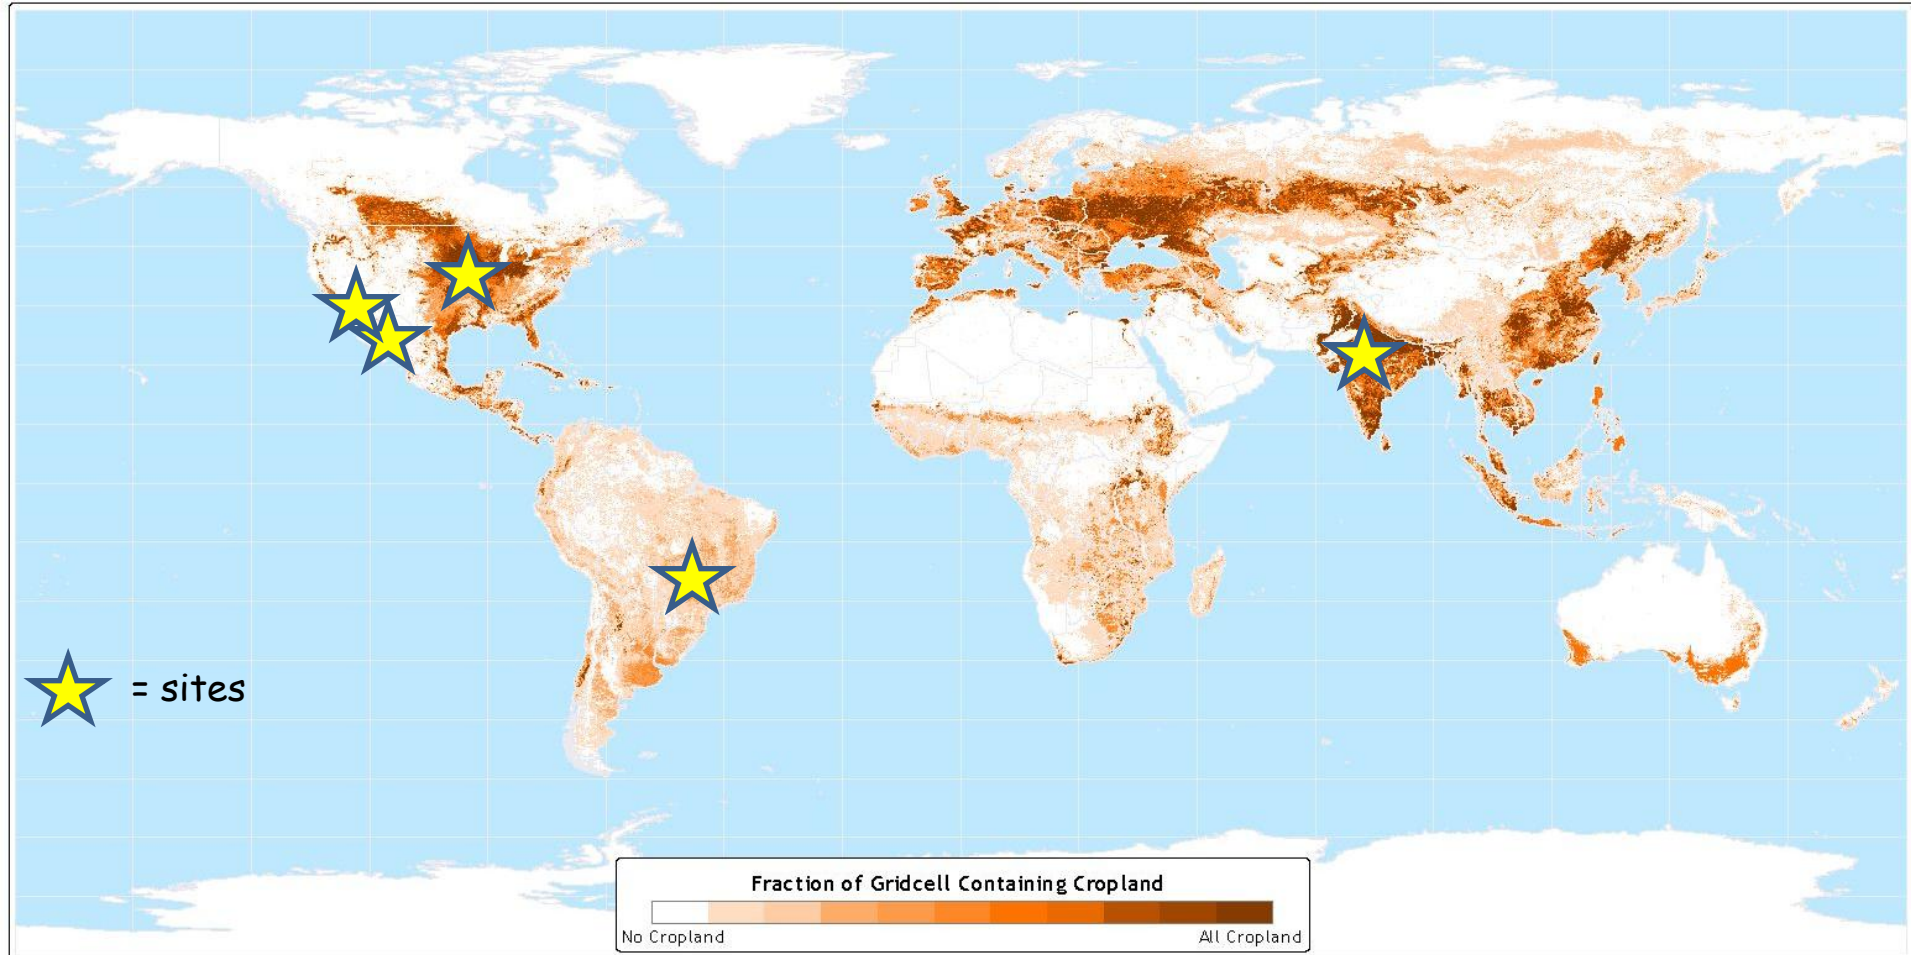 = sites
Fraction of Gridcell Containing Cropland
No Cropland
All Cropland